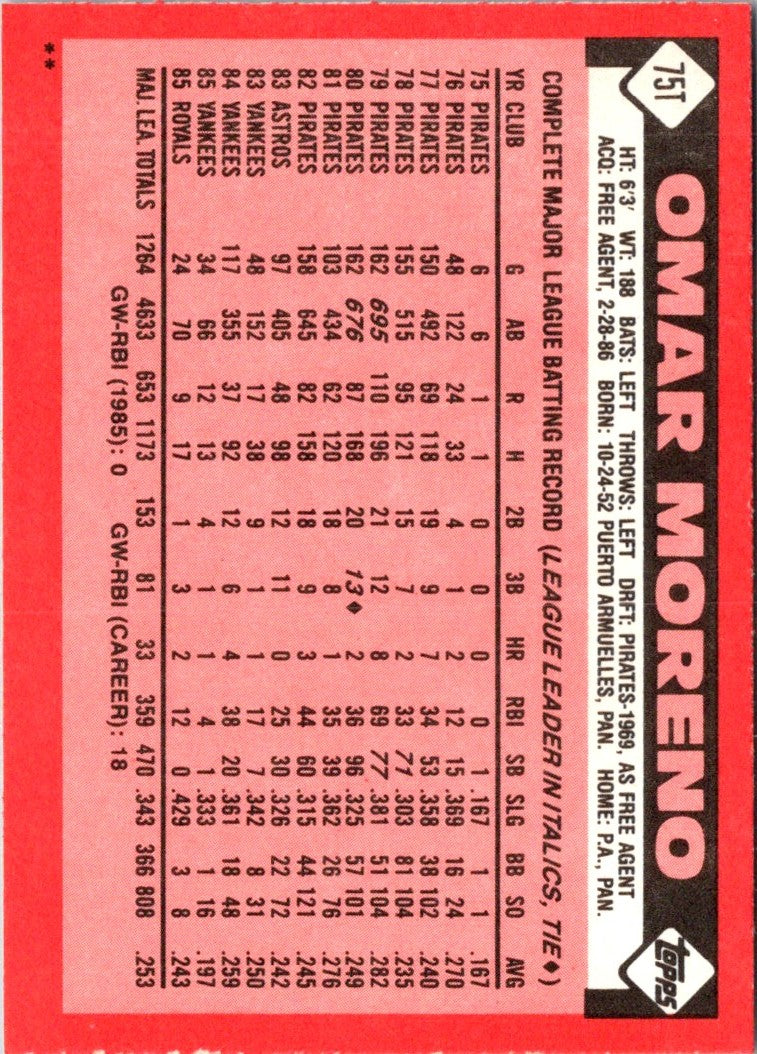 75T
OMAR MORENO
topps
HT: 6'3' WT: 188 BATS: LEFT THROWS: LEFT DRFT: PIRATES-1969, AS FREE AGENT
ACQ: FREE AGENT, 2-28-86 BORN: 10-24-52 PUERTO ARMUELLES, PAN. HOME: P.A., PAN.
COMPLETE MAJOR LEAGUE BATTING RECORD (LEAGUE LEADER IN ITALICS, TIE♦)
YR CLUB G AB R H 2B 3B HR RBI SB SLG BB SO AVG
75 PIRATES 6 6 1 1 0 0 0 0 1 .167 1 1 .167
76 PIRATES 48 122 24 33 4 1 2 12 15 .369 16 24 .270
77 PIRATES 150 492 69 118 19 9 7 34 53 .358 38 102 .240
78 PIRATES 155 515 95 121 15 7 2 33 71 .303 81 104 .235
79 PIRATES 162 695 110 196 21 12 8 69 77 .381 51 104 .282
80 PIRATES 162 676 87 168 20 13♦ 2 36 96 .325 57 101 .249
81 PIRATES 103 434 62 120 18 8 1 35 39 .362 26 76 .276
82 PIRATES 158 645 82 158 18 9 3 44 60 .315 44 121 .245
83 ASTROS 97 405 48 98 12 11 0 25 30 .326 22 72 .242
83 YANKEES 48 152 17 38 9 1 1 17 7 .342 8 31 .250
84 YANKEES 117 355 37 92 12 6 4 38 20 .361 18 48 .259
85 YANKEES 34 66 12 13 4 1 1 4 1 .333 1 16 .197
85 ROYALS 24 70 9 17 1 3 2 12 0 .429 3 8 .243
MAJ. LEA. TOTALS 1264 4633 653 1173 153 81 33 359 470 .343 366 808 .253
GW-RBI (1985): 0 GW-RBI (CAREER): 18
**